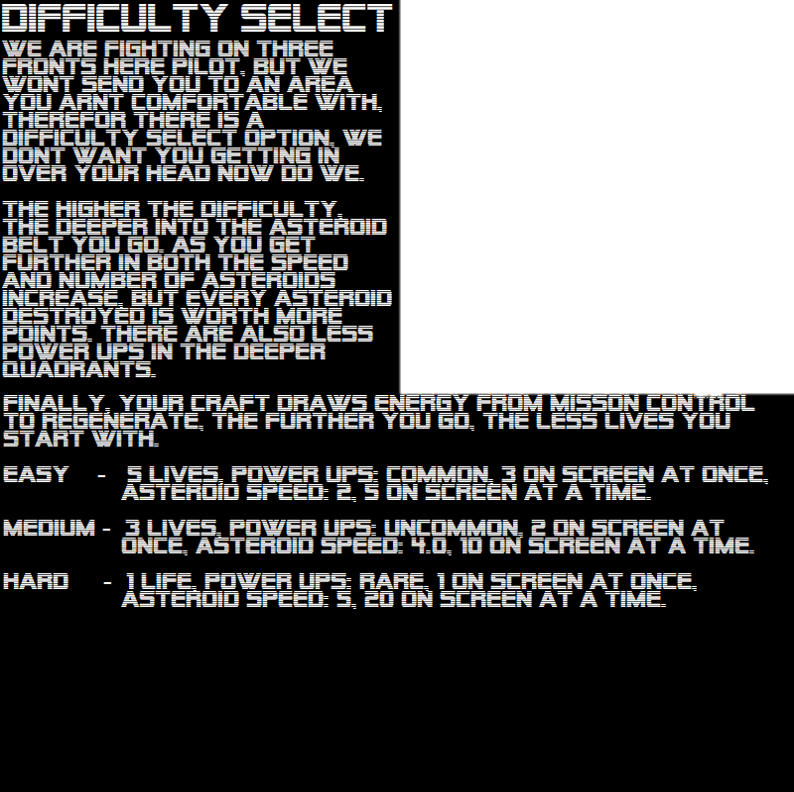 DIFFICULTY SELECT
WE ARE FIGHTING ON THREE
FRONTS HERE PILOT, BUT WE
WONT SEND YOU TO AN AREA
YOU ARNT COMFORTABLE WITH,
THEREFOR THERE IS A
DIFFICULTY SELECT OPTION, WE
DONT WANT YOU GETTING IN
OVER YOUR HEAD NOW DO WE.
THE HIGHER THE DIFFICULTY,
THE DEEPER INTO THE ASTEROID
BELT YOU GO. AS YOU GET
FURTHER IN BOTH THE SPEED
AND NUMBER OF ASTEROIDS
INCREASE, BUT EVERY ASTEROID
DESTROYED IS WORTH MORE
POINTS. THERE ARE ALSO LESS
POWER UPS IN THE DEEPER
QUADRANTS.
FINALLY, YOUR CRAFT DRAWS ENERGY FROM MISSON CONTROL
TO REGENERATE, THE FURTHER YOU GO, THE LESS LIVES YOU
START WITH.
EASY - 5 LIVES, POWER UPS: COMMON, 3 ON SCREEN AT ONCE,
ASTEROID SPEED: 2, 5 ON SCREEN AT A TIME.
MEDIUM - 3 LIVES, POWER UPS: UNCOMMON, 2 ON SCREEN AT
ONCE, ASTEROID SPEED: 4.0, 10 ON SCREEN AT A TIME.
HARD - 1 LIFE, POWER UPS: RARE, 1 ON SCREEN AT ONCE,
ASTEROID SPEED: 5, 20 ON SCREEN AT A TIME.